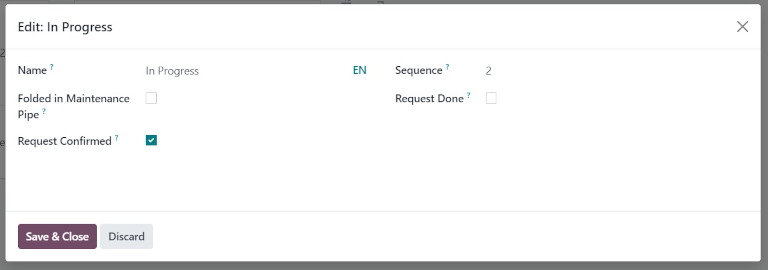 Edit: In Progress
Name ? In Progress EN Sequence ? 2
Folded in Maintenance Pipe ? Request Done ?
Request Confirmed ?
Save & Close Discard